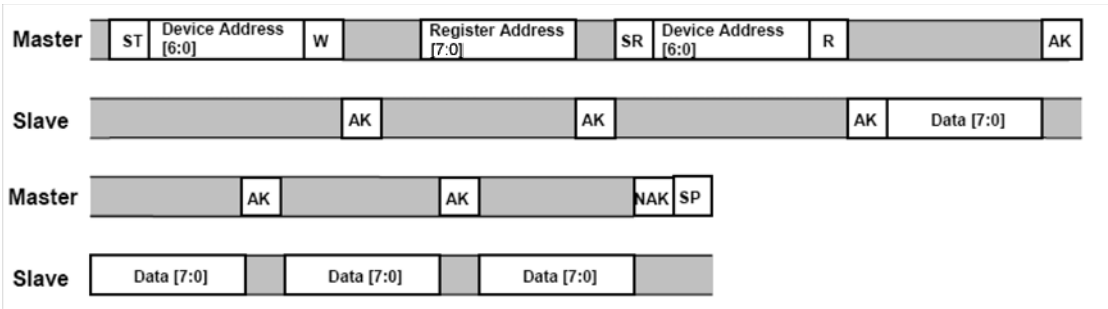 Master ST Device Address [6:0] W Register Address [7:0] SR Device Address [6:0] R AK
Slave AK AK AK Data [7:0]
Master AK AK NAK SP
Slave Data [7:0] Data [7:0] Data [7:0]